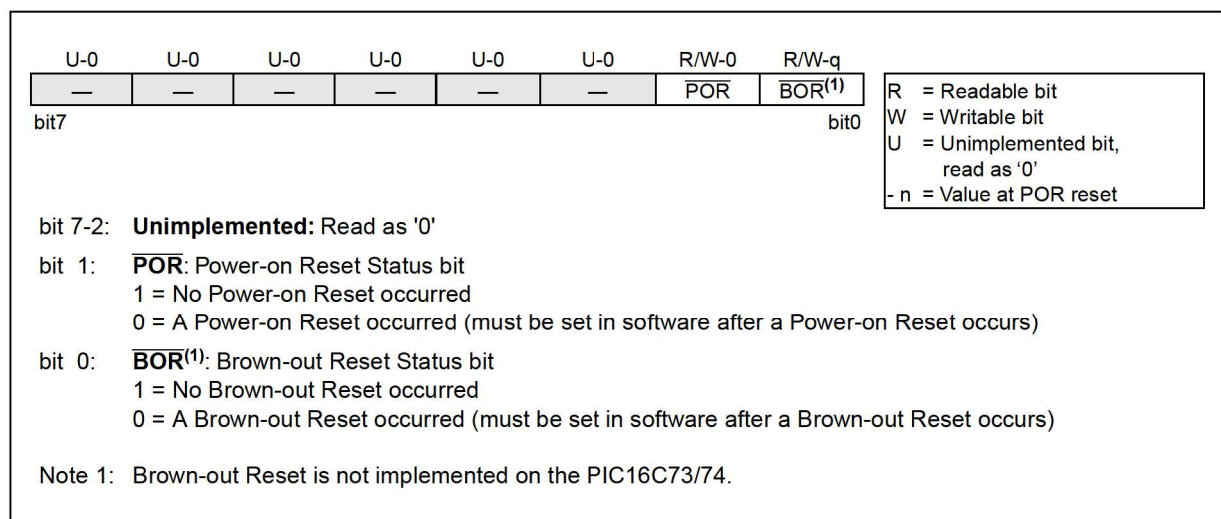 U-0 U-0 U-0 U-0 U-0 U-0 R/W-0 R/W-q
— — — — — — P̅O̅R̅ B̅O̅R̅(1)
bit7 bit0
R = Readable bit
W = Writable bit
U = Unimplemented bit,
read as ‘0’
- n = Value at POR reset
bit 7-2: Unimplemented: Read as '0'
bit 1: P̅O̅R̅: Power-on Reset Status bit
1 = No Power-on Reset occurred
0 = A Power-on Reset occurred (must be set in software after a Power-on Reset occurs)
bit 0: B̅O̅R̅(1): Brown-out Reset Status bit
1 = No Brown-out Reset occurred
0 = A Brown-out Reset occurred (must be set in software after a Brown-out Reset occurs)
Note 1: Brown-out Reset is not implemented on the PIC16C73/74.